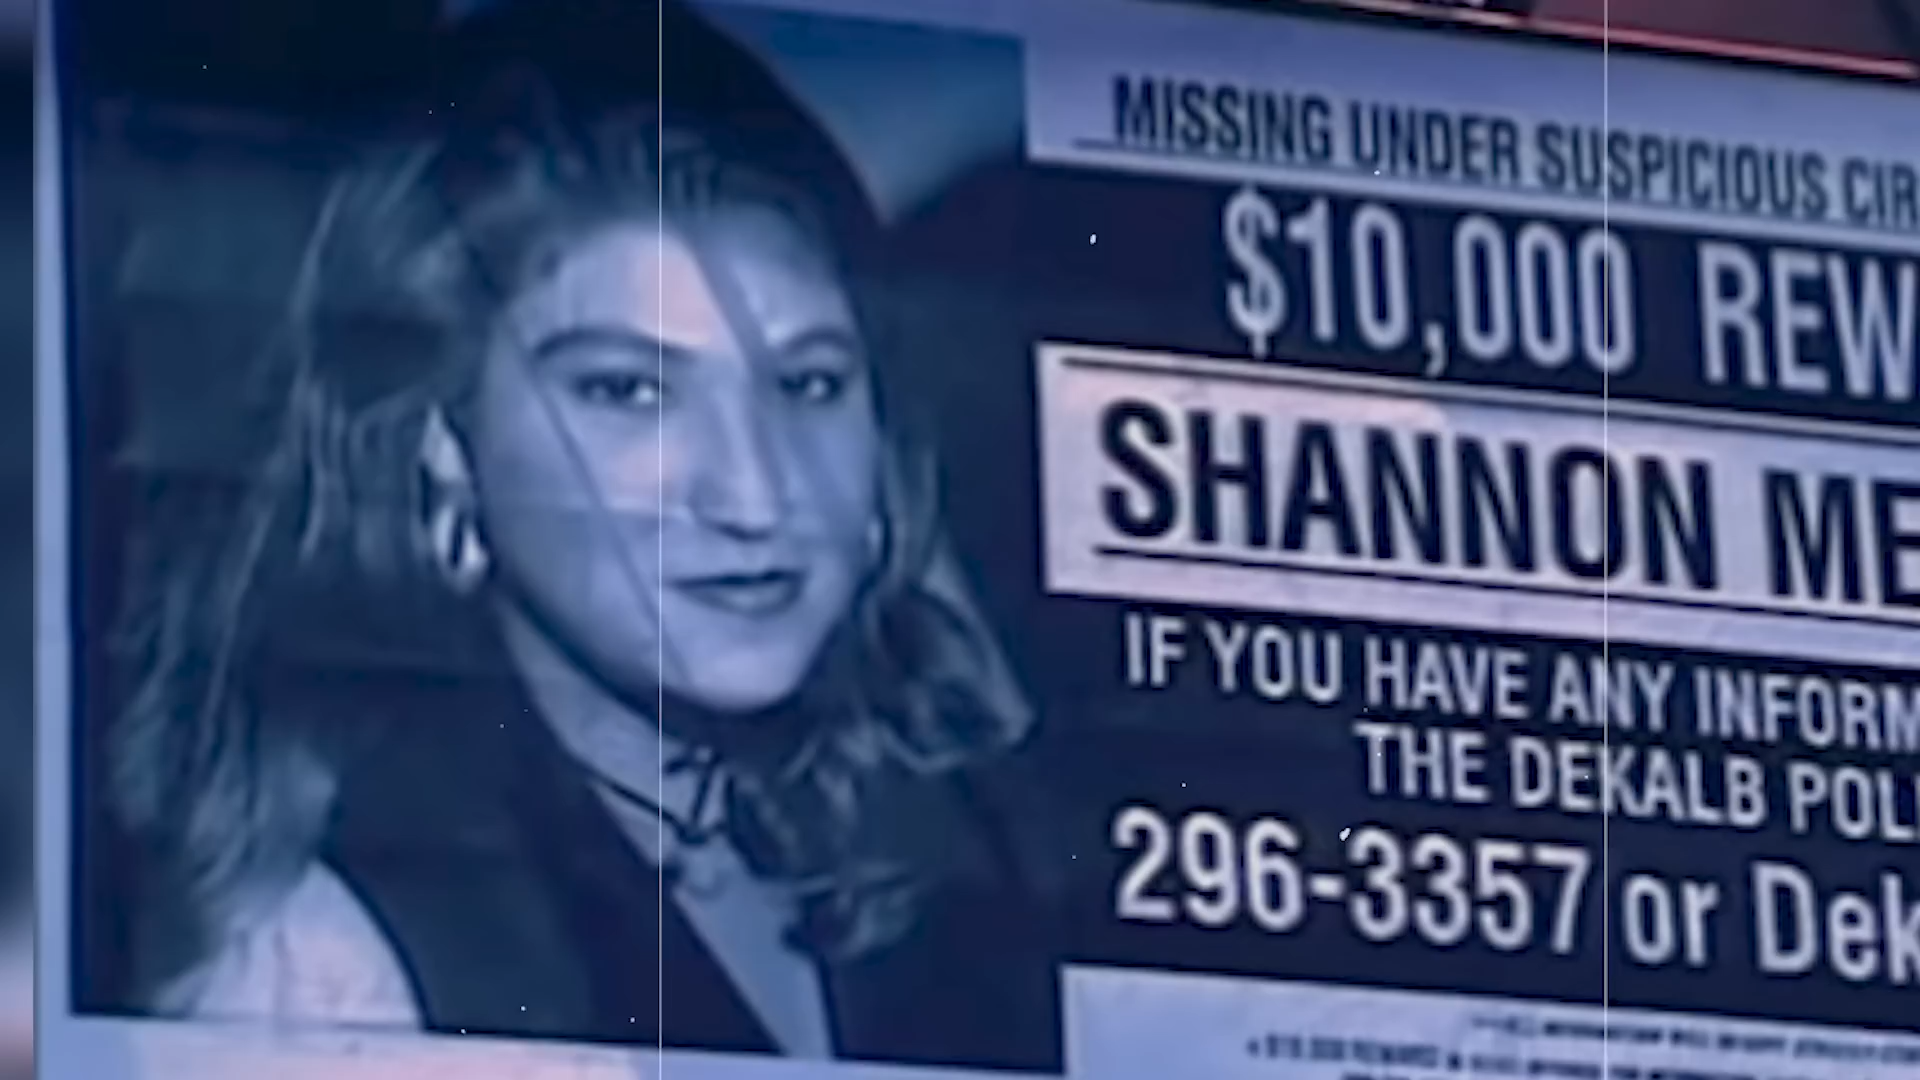 MISSING UNDER SUSPICIOUS CIR
$10,000 REW
SHANNON ME
IF YOU HAVE ANY INFORM
THE DEKALB POL
296-3357 or Dek